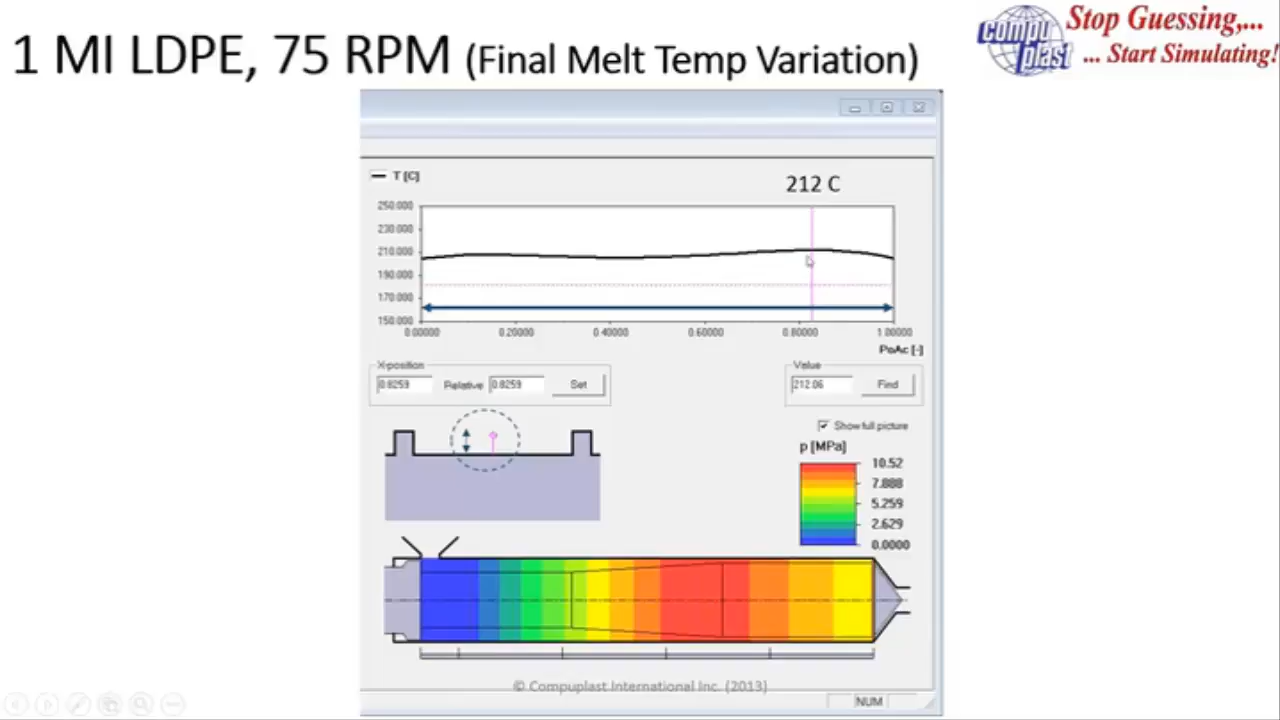 1 MI LDPE, 75 RPM (Final Melt Temp Variation)
compu plast
Stop Guessing,...
... Start Simulating!
T [C]
212 C
250.000
230.000
210.000
190.000
170.000
150.000
0.00000 0.20000 0.40000 0.60000 0.80000 1.00000
PoAc [-]
X-position
0.8259 Relative 0.8259 Set
Value
212.06 Find
Show full picture
p [MPa]
10.52
7.888
5.259
2.629
0.0000
© Compuplast International Inc. (2013)
NUM